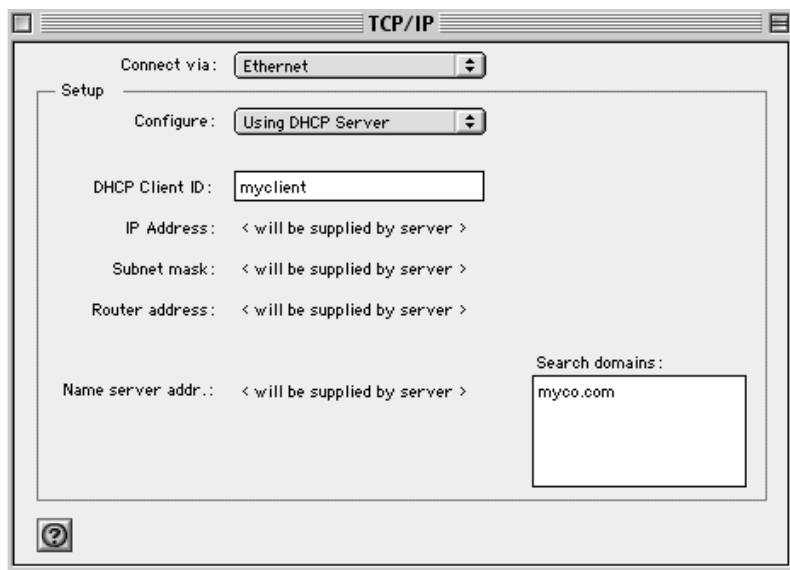 TCP/IP
Connect via: Ethernet
Setup
Configure: Using DHCP Server
DHCP Client ID: myclient
IP Address: < will be supplied by server >
Subnet mask: < will be supplied by server >
Router address: < will be supplied by server >
Search domains:
Name server addr.: < will be supplied by server > myco.com
?